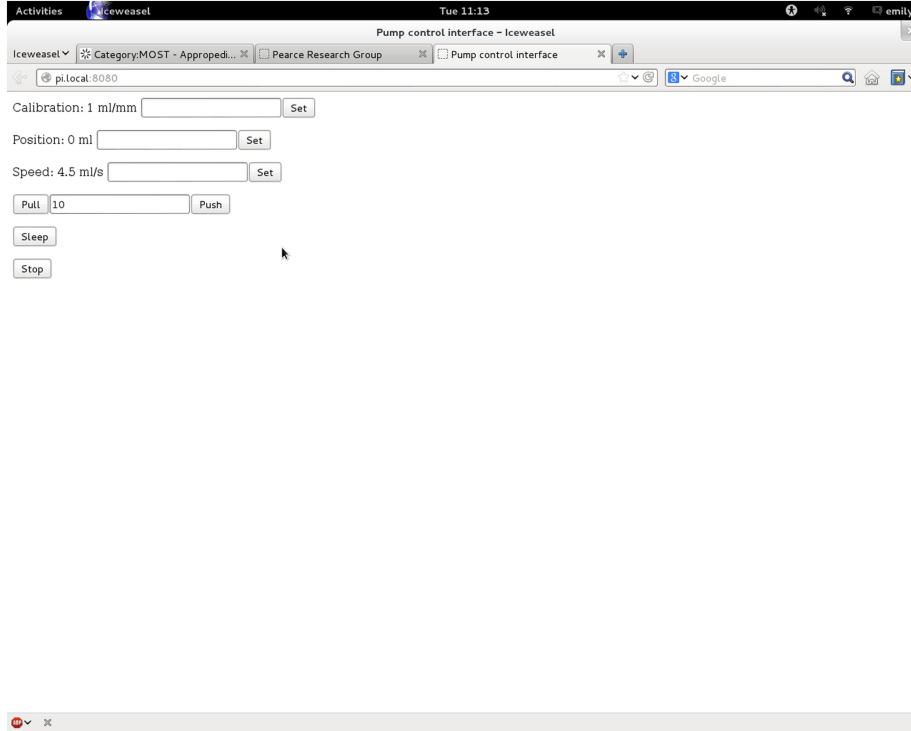 Activities Iceweasel Tue 11:13 emily
Pump control interface - Iceweasel
Iceweasel Category:MOST - Appropedi... Pearce Research Group Pump control interface
pi.local:8080 8 Google
Calibration: 1 ml/mm Set
Position: 0 ml Set
Speed: 4.5 ml/s Set
Pull 10 Push
Sleep
Stop
ABP